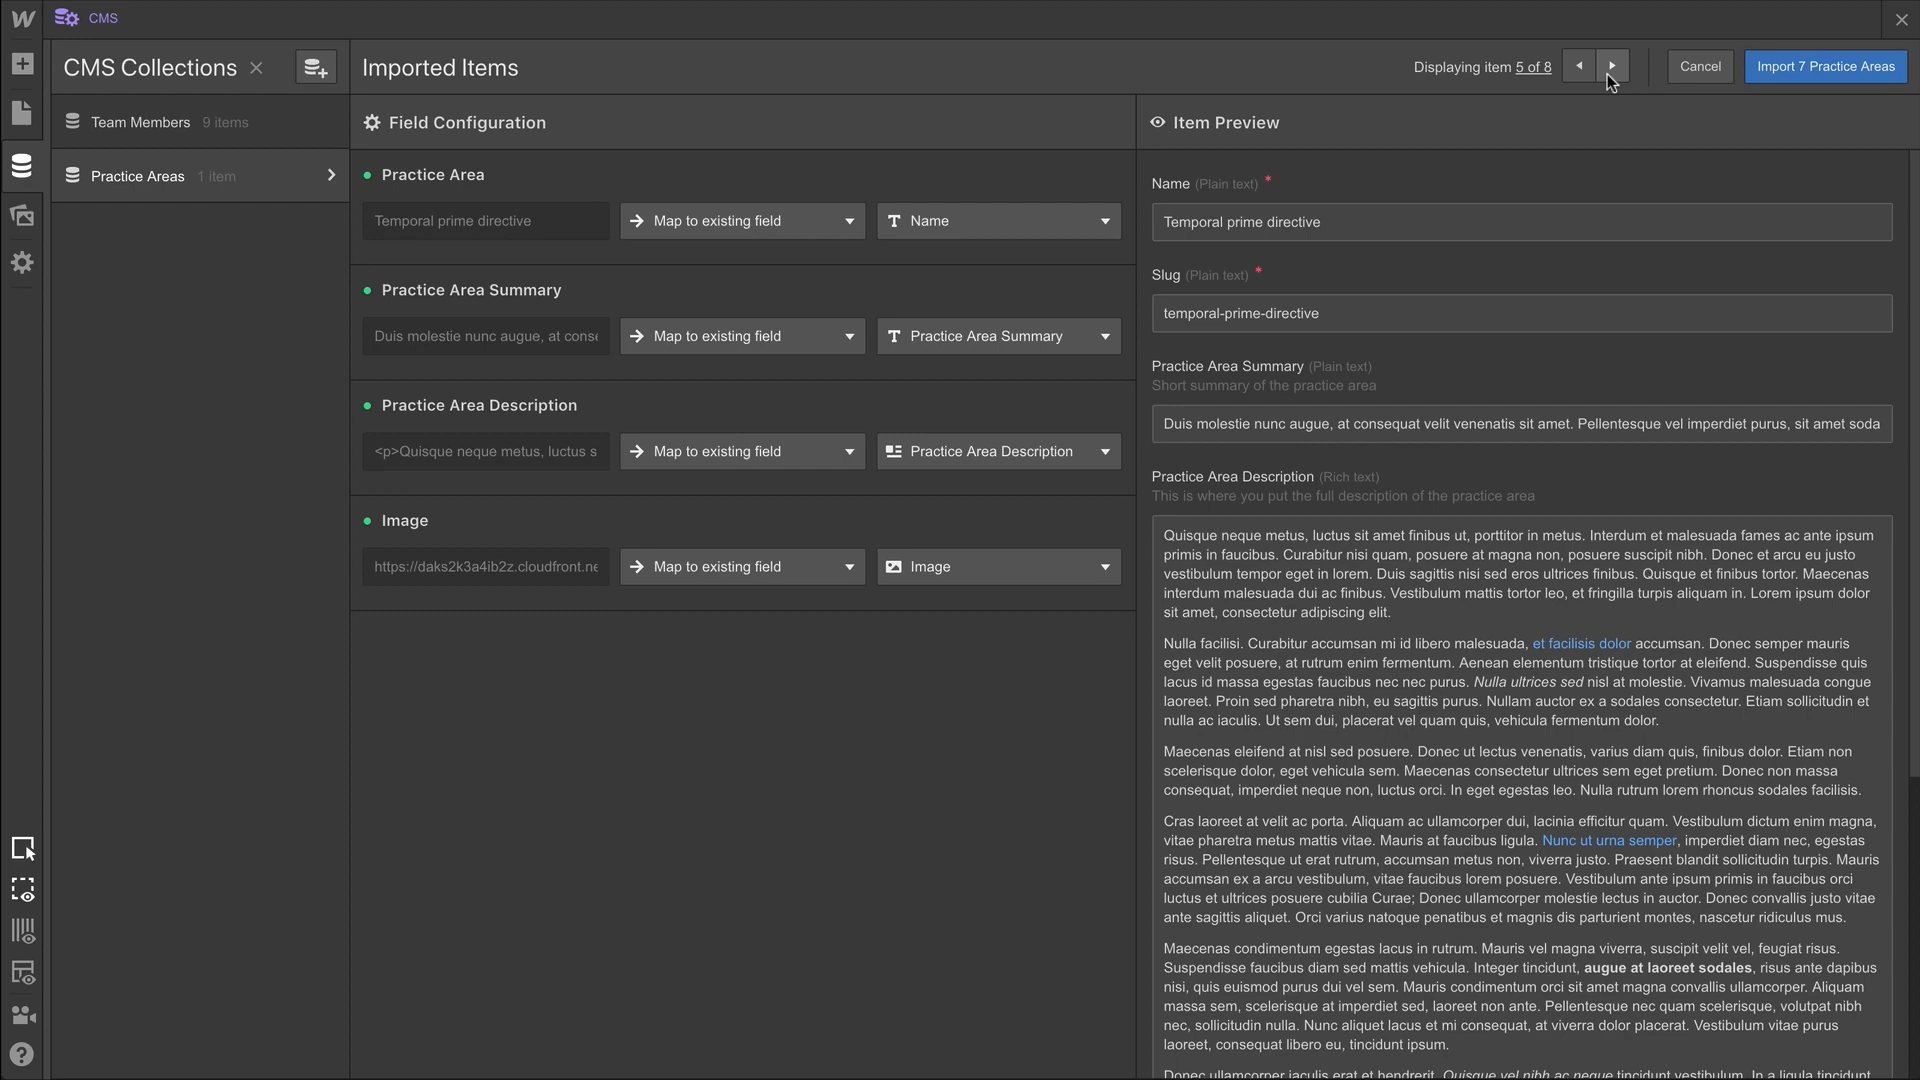 CMS
CMS Collections
Imported Items
Displaying item 5 of 8
Cancel
Import 7 Practice Areas
Team Members 9 items
Practice Areas 1 item
Field Configuration
Practice Area
Temporal prime directive
Map to existing field
Name
Practice Area Summary
Duis molestie nunc augue, at conse
Map to existing field
Practice Area Summary
Practice Area Description
<p>Quisque neque metus, luctus s
Map to existing field
Practice Area Description
Image
https://daks2k3a4ib2z.cloudfront.ne
Map to existing field
Image
Item Preview
Name (Plain text) *
Temporal prime directive
Slug (Plain text) *
temporal-prime-directive
Practice Area Summary (Plain text)
Short summary of the practice area
Duis molestie nunc augue, at consequat velit venenatis sit amet. Pellentesque vel imperdiet purus, sit amet soda
Practice Area Description (Rich text)
This is where you put the full description of the practice area
Quisque neque metus, luctus sit amet finibus ut, porttitor in metus. Interdum et malesuada fames ac ante ipsum
primis in faucibus. Curabitur nisi quam, posuere at magna non, posuere suscipit nibh. Donec et arcu eu justo
vestibulum tempor eget in lorem. Duis sagittis nisi sed eros ultrices finibus. Quisque et finibus tortor. Maecenas
interdum malesuada dui ac finibus. Vestibulum mattis tortor leo, et fringilla turpis aliquam in. Lorem ipsum dolor
sit amet, consectetur adipiscing elit.
Nulla facilisi. Curabitur accumsan mi id libero malesuada, et facilisis dolor accumsan. Donec semper mauris
eget velit posuere, at rutrum enim fermentum. Aenean elementum tristique tortor at eleifend. Suspendisse quis
lacus id massa egestas faucibus nec nec purus. Nulla ultrices sed nisl at molestie. Vivamus malesuada congue
laoreet. Proin sed pharetra nibh, eu sagittis purus. Nullam auctor ex a sodales consectetur. Etiam sollicitudin et
nulla ac iaculis. Ut sem dui, placerat vel quam quis, vehicula fermentum dolor.
Maecenas eleifend at nisl sed posuere. Donec ut lectus venenatis, varius diam quis, finibus dolor. Etiam non
scelerisque dolor, eget vehicula sem. Maecenas consectetur ultrices sem eget pretium. Donec non massa
consequat, imperdiet neque non, luctus orci. In eget egestas leo. Nulla rutrum lorem rhoncus sodales facilisis.
Cras laoreet at velit ac porta. Aliquam ac ullamcorper dui, lacinia efficitur quam. Vestibulum dictum enim magna,
vitae pharetra metus mattis vitae. Mauris at faucibus ligula. Nunc ut urna semper, imperdiet diam nec, egestas
risus. Pellentesque ut erat rutrum, accumsan metus non, viverra justo. Praesent blandit sollicitudin turpis. Mauris
accumsan ex a arcu vestibulum, vitae faucibus lorem posuere. Vestibulum ante ipsum primis in faucibus orci
luctus et ultrices posuere cubilia Curae; Donec ullamcorper molestie lectus in auctor. Donec convallis justo vitae
ante sagittis aliquet. Orci varius natoque penatibus et magnis dis parturient montes, nascetur ridiculus mus.
Maecenas condimentum egestas lacus in rutrum. Mauris vel magna viverra, suscipit velit vel, feugiat risus.
Suspendisse faucibus diam sed mattis vehicula. Integer tincidunt, augue at laoreet sodales, risus ante dapibus
nisi, quis euismod purus dui vel sem. Mauris condimentum orci sit amet magna convallis ullamcorper. Aliquam
massa sem, scelerisque at imperdiet sed, laoreet non ante. Pellentesque nec quam scelerisque, volutpat nibh
nec, sollicitudin nulla. Nunc aliquet lacus et mi consequat, at viverra dolor placerat. Vestibulum vitae purus
laoreet, consequat libero eu, tincidunt ipsum.
Donec ullamcorper iaculis erat et hendrerit. Quisque vel nibh ac neque tincidunt vestibulum. In a ligula tincidunt